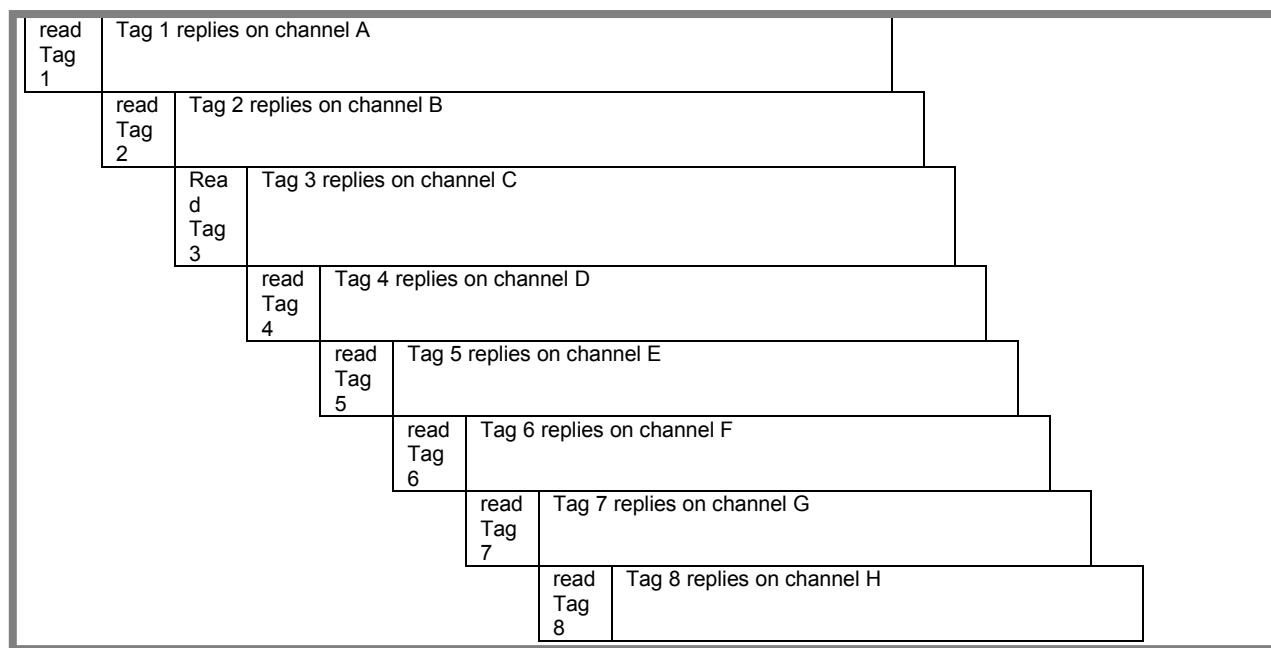 read Tag 1 replies on channel A
Tag
1
read Tag 2 replies on channel B
Tag
2
Rea Tag 3 replies on channel C
d
Tag
3
read Tag 4 replies on channel D
Tag
4
read Tag 5 replies on channel E
Tag
5
read Tag 6 replies on channel F
Tag
6
read Tag 7 replies on channel G
Tag
7
read Tag 8 replies on channel H
Tag
8